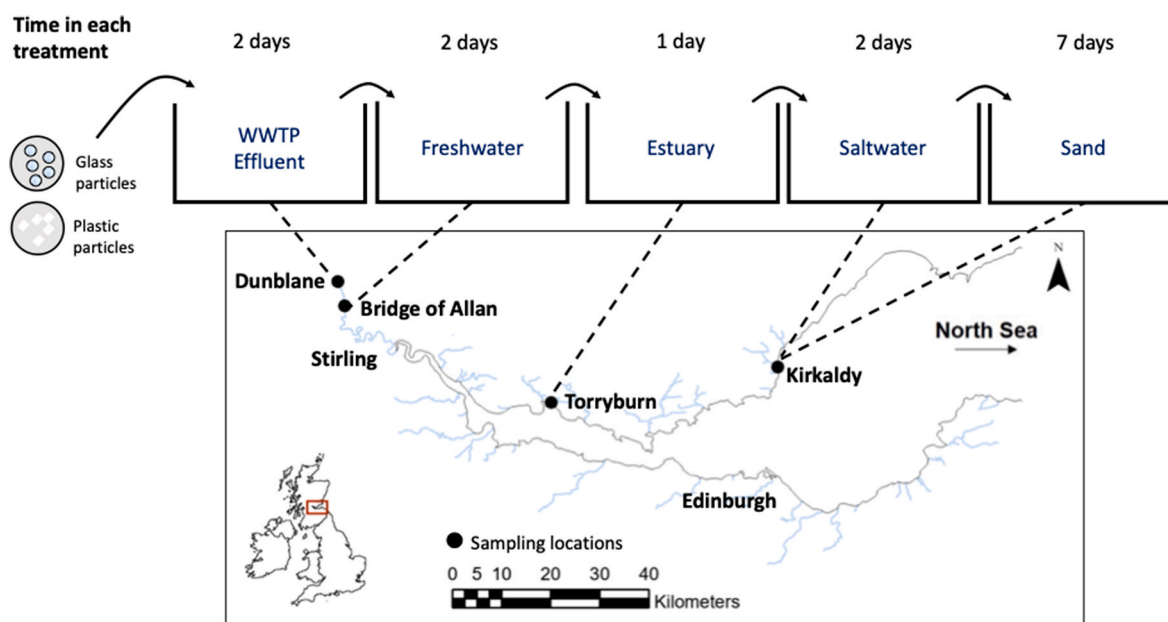 Time in each
treatment
2 days
2 days
1 day
2 days
7 days
WWTP
Effluent
Freshwater
Estuary
Saltwater
Sand
Glass
particles
Plastic
particles
N
Dunblane
Bridge of Allan
North Sea
Stirling
Kirkaldy
Torryburn
Edinburgh
Sampling locations
0 5 10 20 30 40
Kilometers